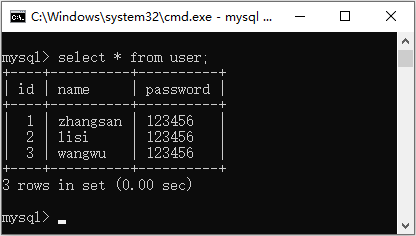 C:\Windows\system32\cmd.exe - mysql ...
mysql> select * from user;
+----+----------+----------+
| id | name     | password |
+----+----------+----------+
|  1 | zhangsan | 123456   |
|  2 | lisi     | 123456   |
|  3 | wangwu   | 123456   |
+----+----------+----------+
3 rows in set (0.00 sec)
mysql> _